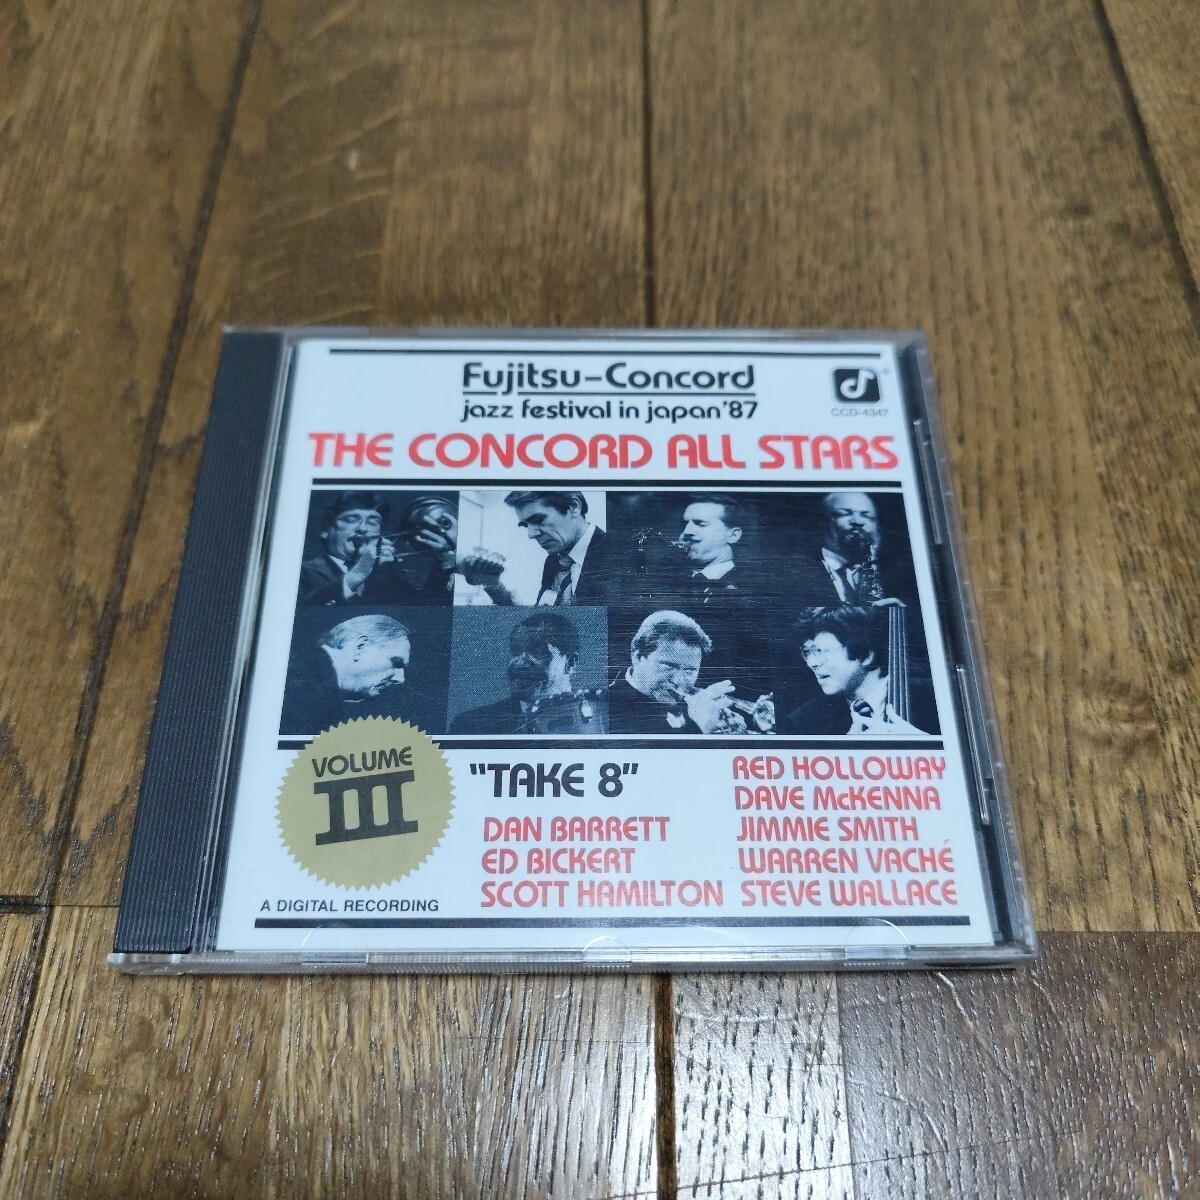 Fujitsu–Concord
jazz festival in japan'87
CCD-4347
THE CONCORD ALL STARS
VOLUME
III
"TAKE 8"
DAN BARRETT
ED BICKERT
SCOTT HAMILTON
RED HOLLOWAY
DAVE McKENNA
JIMMIE SMITH
WARREN VACHÉ
STEVE WALLACE
A DIGITAL RECORDING